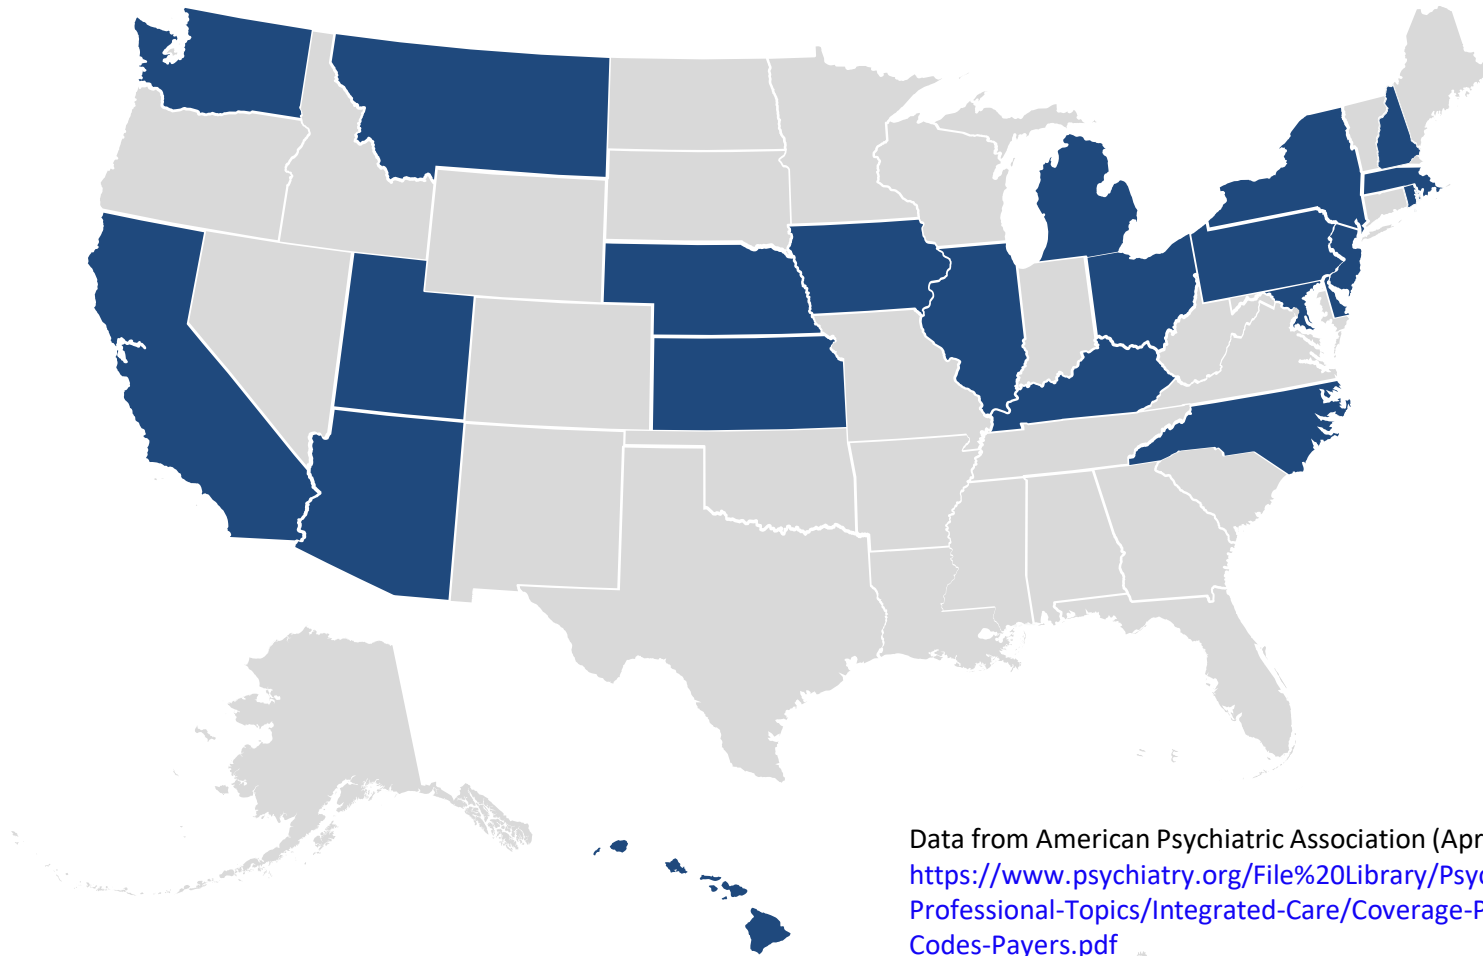 Data from American Psychiatric Association (Apr
https://www.psychiatry.org/File%20Library/Psyc
Professional-Topics/Integrated-Care/Coverage-P
Codes-Payers.pdf